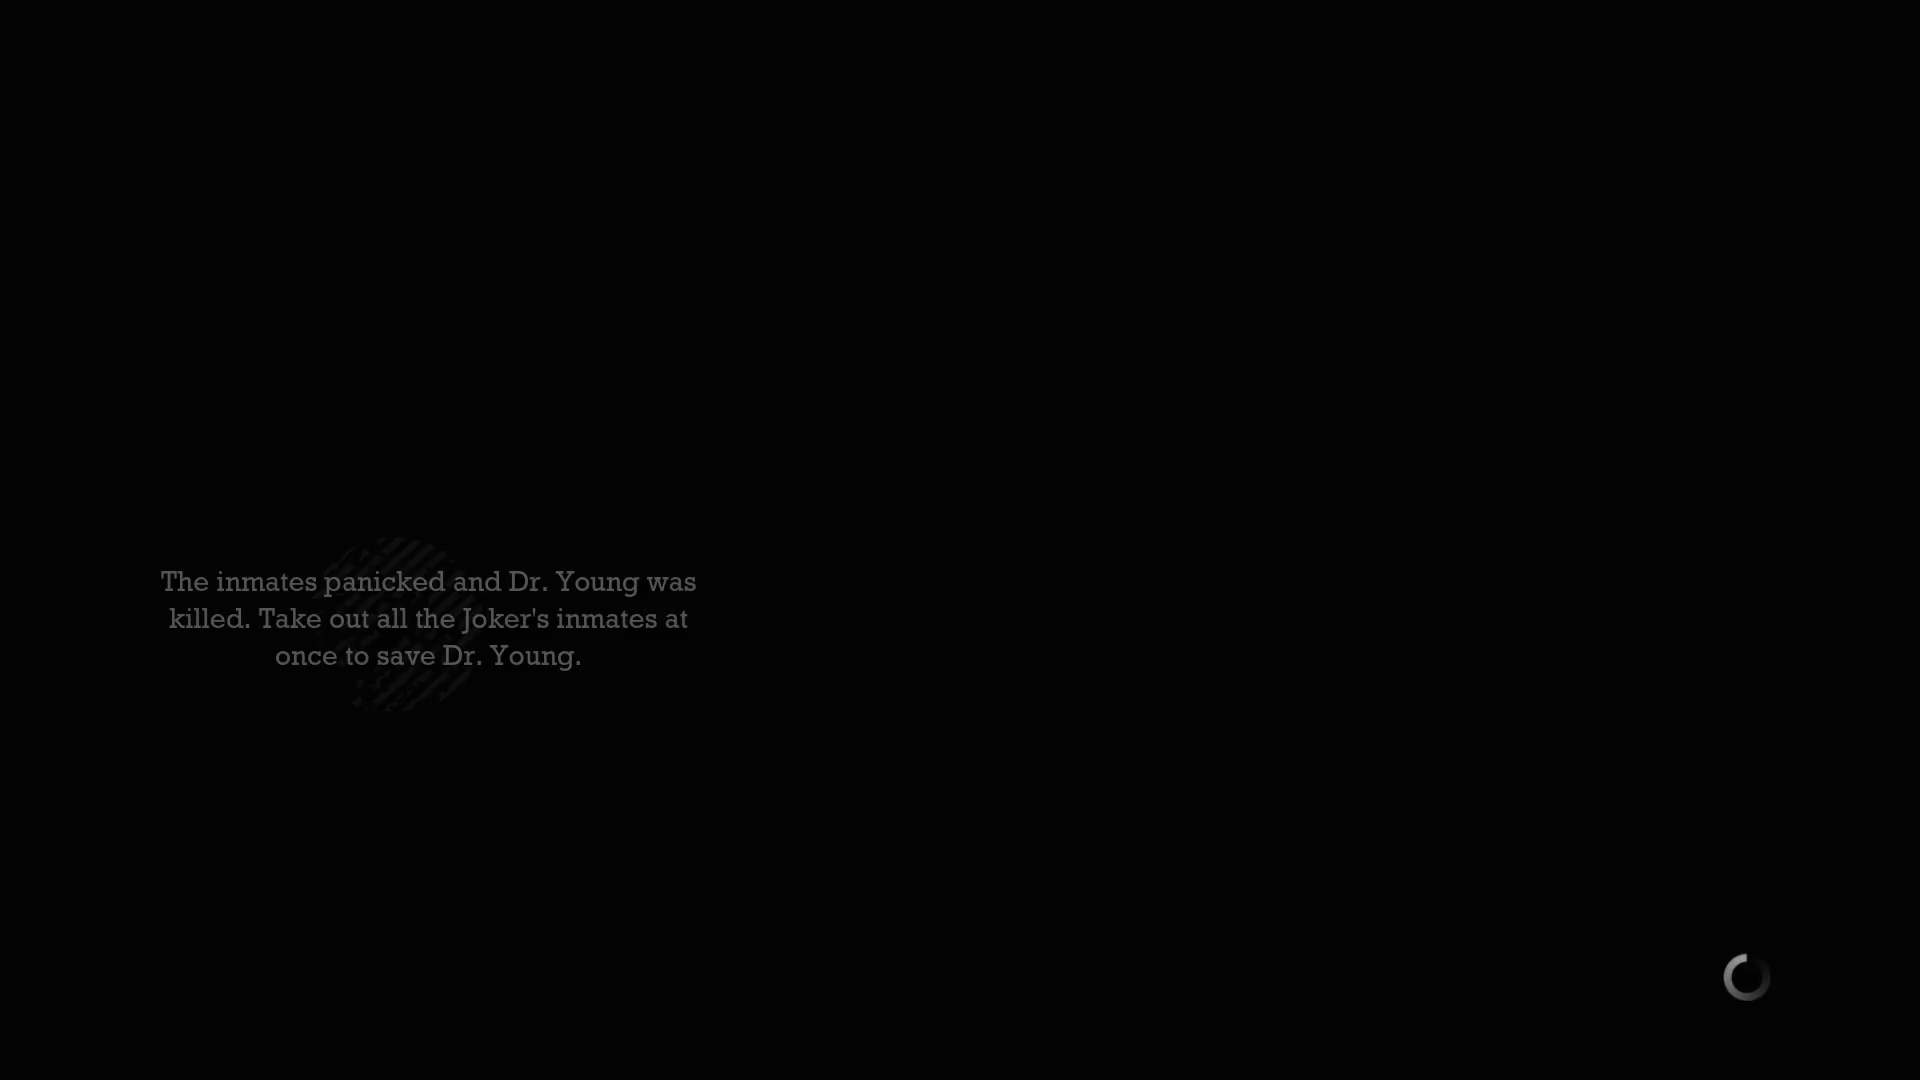 The inmates panicked and Dr. Young was
killed. Take out all the Joker's inmates at
once to save Dr. Young.